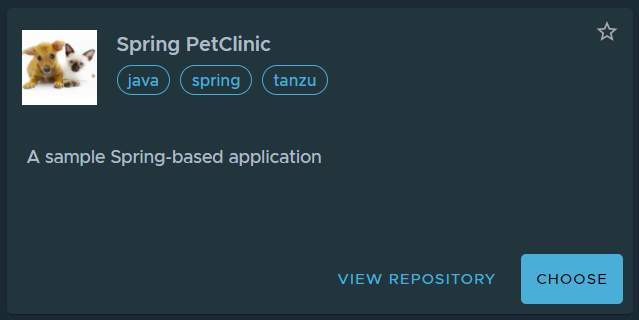 Spring PetClinic
java spring tanzu
A sample Spring-based application
VIEW REPOSITORY CHOOSE